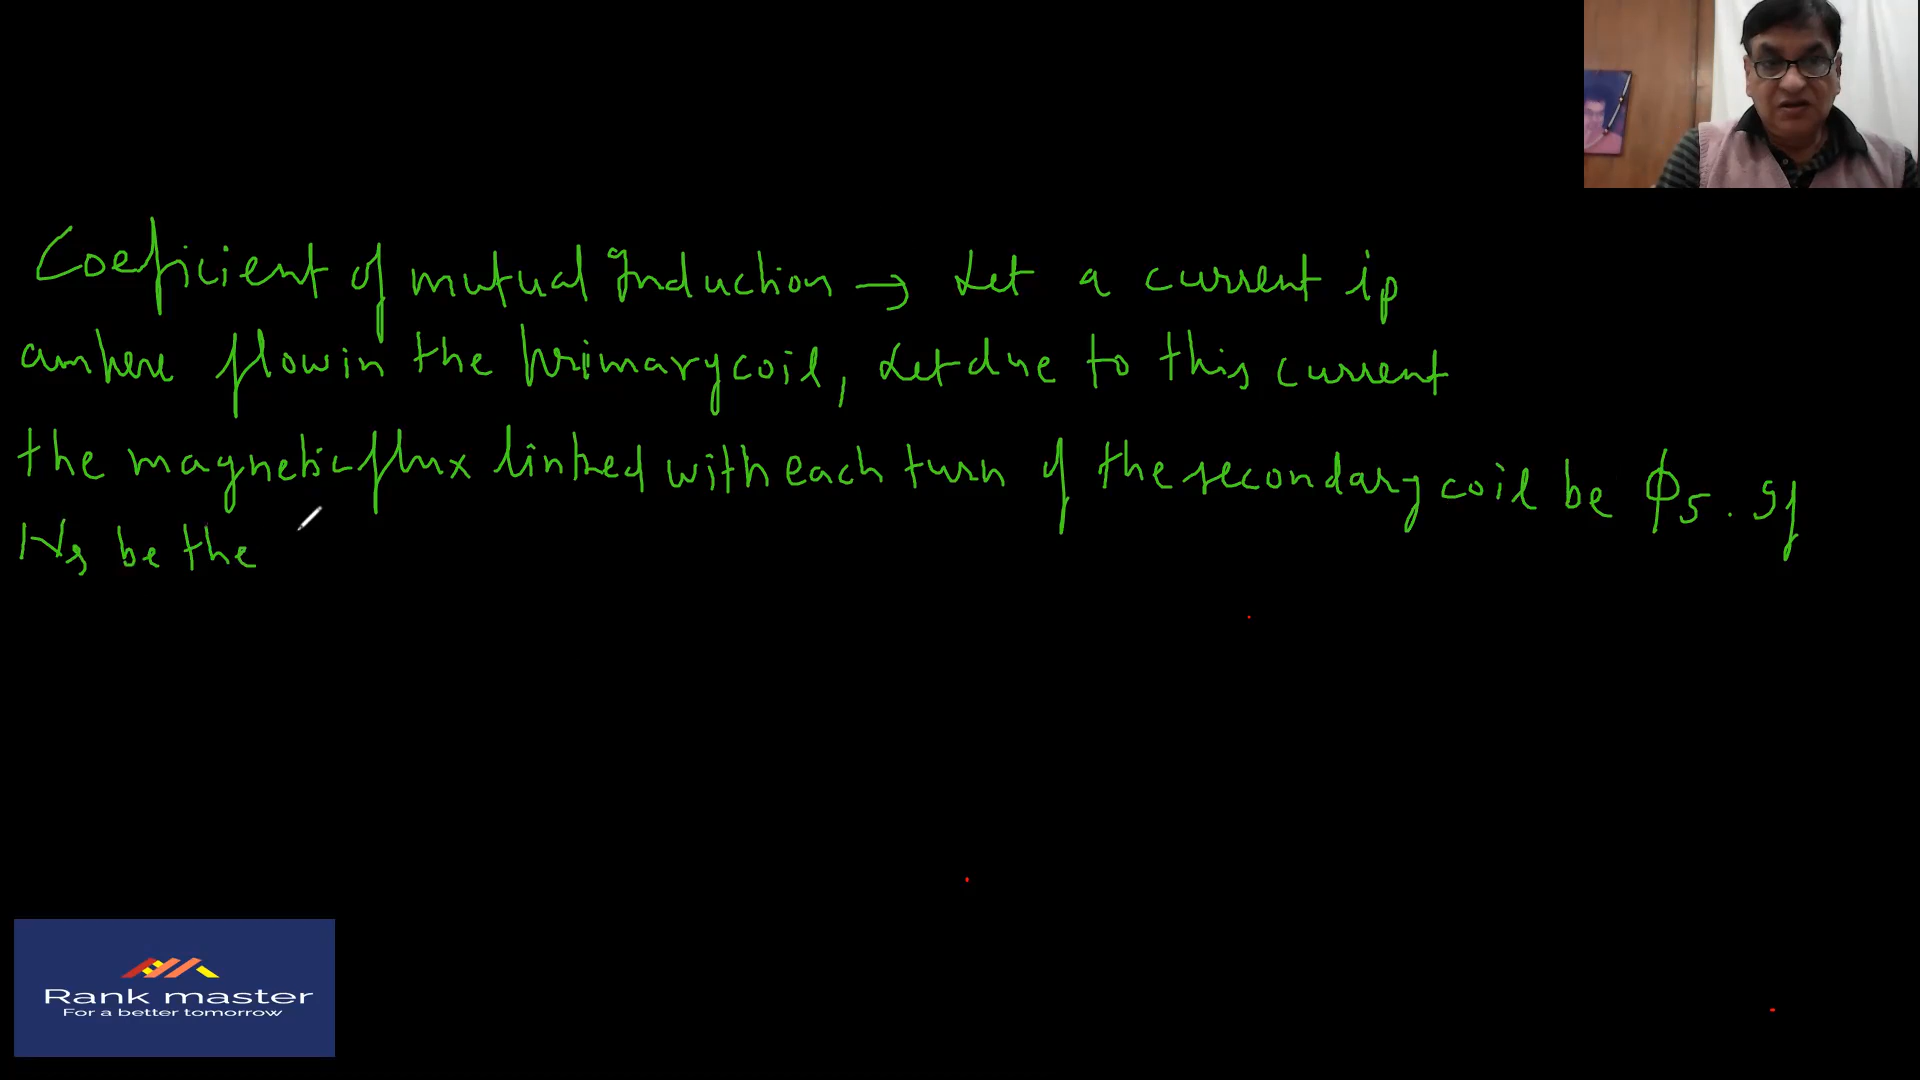 Coeficient of mutual Induction → Let a current ip
ampere flow in the primary coil, Let due to this current
the magnetic flux linked with each turn of the secondary coil be ϕs. If
Ns be the
Rank master
For a better tomorrow